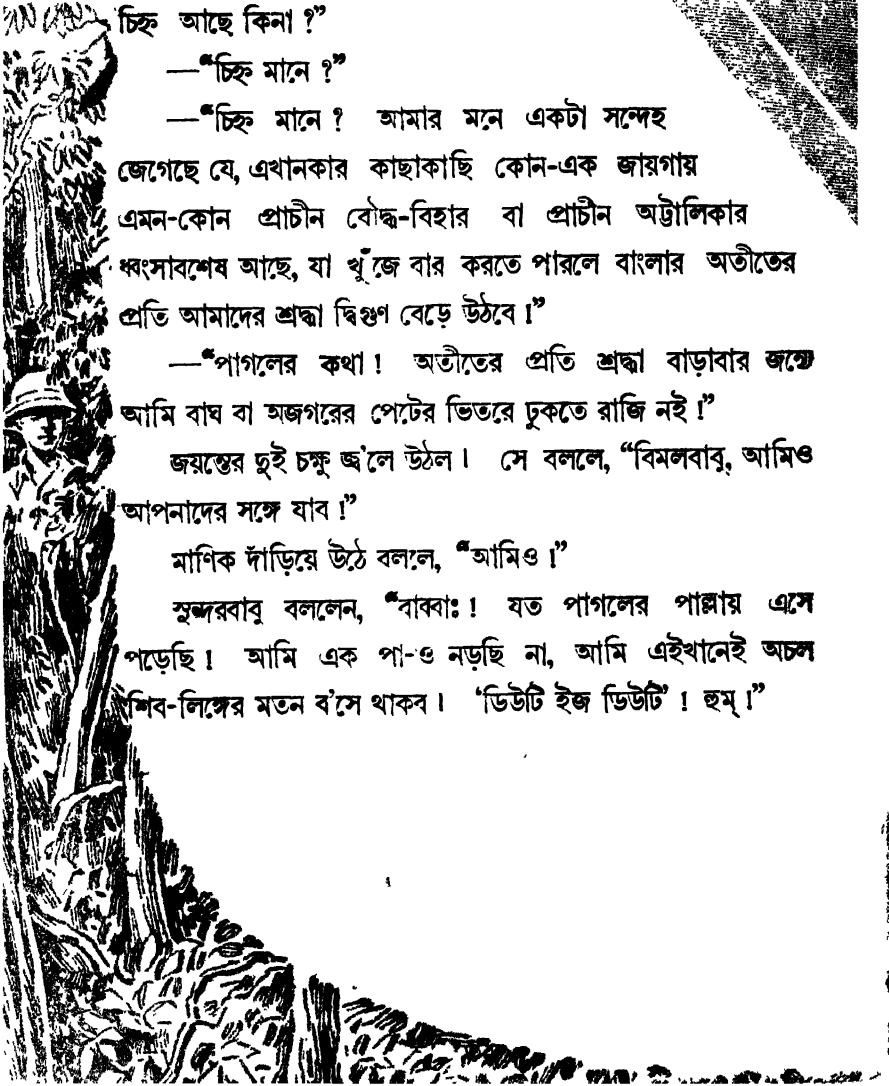 চিহ্ন আছে কিনা ?”
—“চিহ্ন মানে ?”
—“চিহ্ন মানে ? আমার মনে একটা সন্দেহ
জেগেছে যে, এখানকার কাছাকাছি কোন-এক জায়গায়
এমন-কোন প্রাচীন বৌদ্ধ-বিহার বা প্রাচীন অট্টালিকার
ধ্বংসাবশেষ আছে, যা খুঁজে বার করতে পারলে বাংলার অতীতের
প্রতি আমাদের শ্রদ্ধা দ্বিগুণ বেড়ে উঠবে।”
—“পাগলের কথা ! অতীতের প্রতি শ্রদ্ধা বাড়াবার জন্যে
আমি বাঘ বা অজগরের পেটের ভিতরে ঢুকতে রাজি নই !”
জয়ন্তের দুই চক্ষু জ্ব'লে উঠল। সে বললে, “বিমলবাবু, আমিও
আপনাদের সঙ্গে যাব !”
মাণিক দাঁড়িয়ে উঠে বললে, “আমিও !”
সুন্দরবাবু বললেন, “বাব্বাঃ ! যত পাগলের পাল্লায় এসে
পড়েছি ! আমি এক পা-ও নড়ছি না, আমি এইখানেই অচল
শিব-লিঙ্গের মতন ব'সে থাকব। ‘ডিউটি ইজ ডিউটি’ ! হুম্ !”